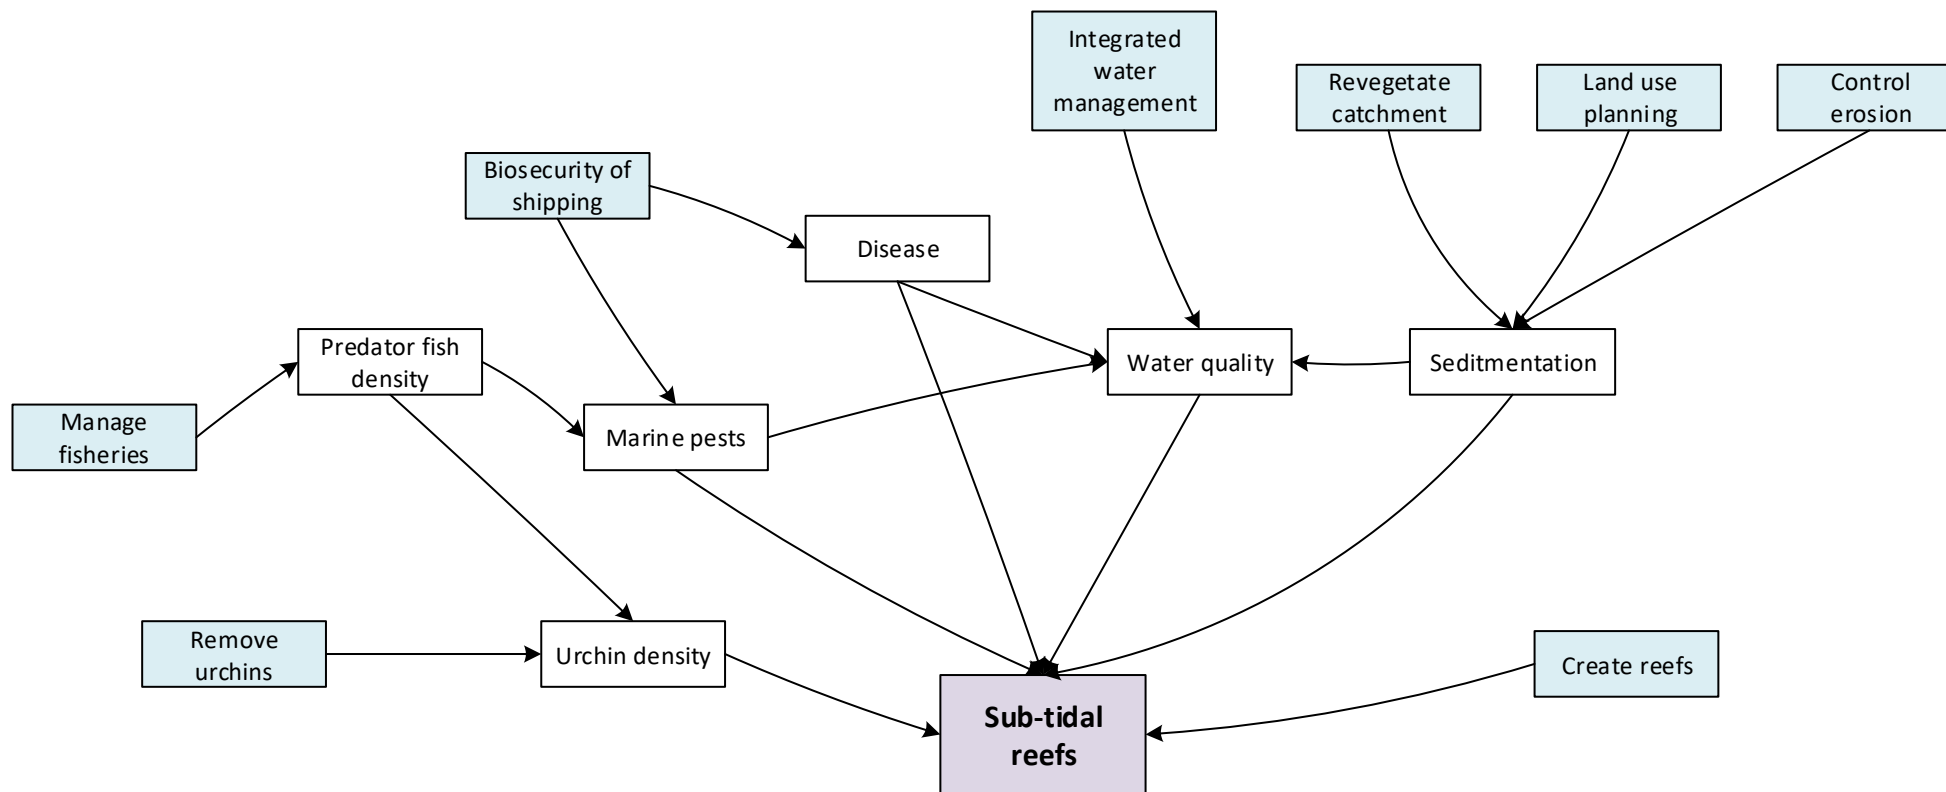 Integrated
water
management
Revegetate
catchment
Land use
planning
Control
erosion
Biosecurity of
shipping
Disease
Predator fish
density
Water quality
Seditmentation
Manage
fisheries
Marine pests
Remove
urchins
Urchin density
Create reefs
Sub-tidal
reefs